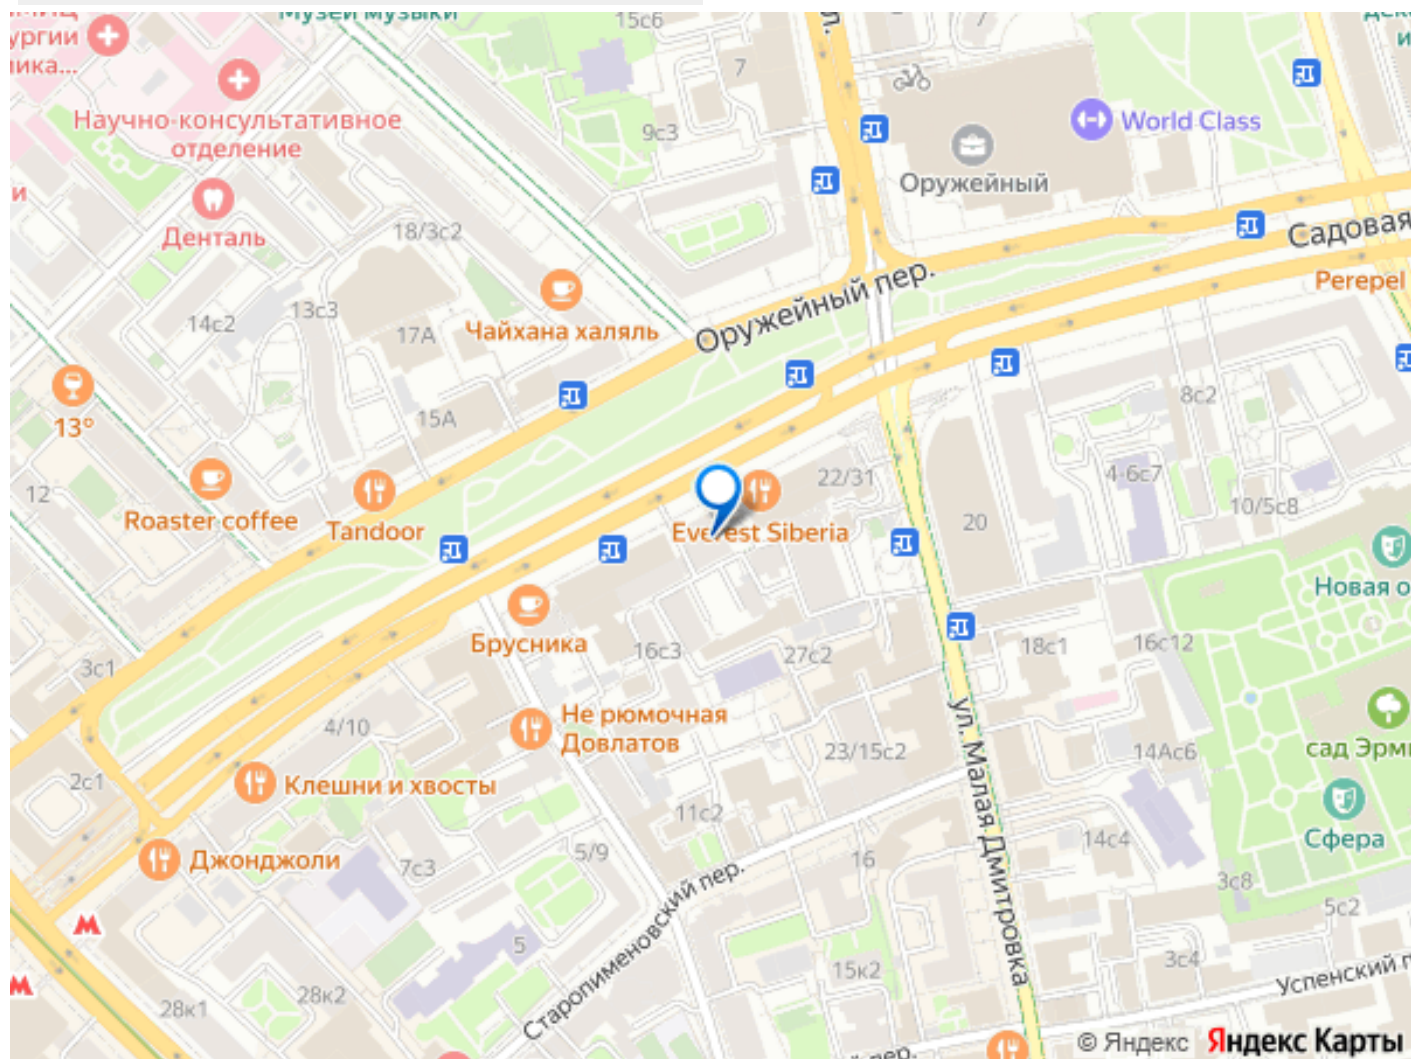 Музей музыки
15с6
7
ургии
ика...
Научно-консультативное
отделение
9с3
World Class
Оружейный
и
Денталь
18/3с2
Садовая
Оружейный пер.
Perepel
Чайхана халяль
13с3
14с2
17А
13°
15А
8с2
12
Roaster coffee
Tandoor
Everest Siberia
22/31
20
4-6с7
10/5с8
Новая о
Брусника
16с3
27с2
18с1
16с12
3с1
4/10
Не рюмочная
Довлатов
23/15с2
ул. Малая Дмитровка
14Ас6
сад Эрм
2с1
Клешни и хвосты
11с2
Сфера
Джонджоли
7с3
5/9
Старопименовский пер.
16
14с4
3с8
5с2
5
15к2
3с4
Успенский п
28к1
28к2
пер.
© Яндекс Яндекс Карты